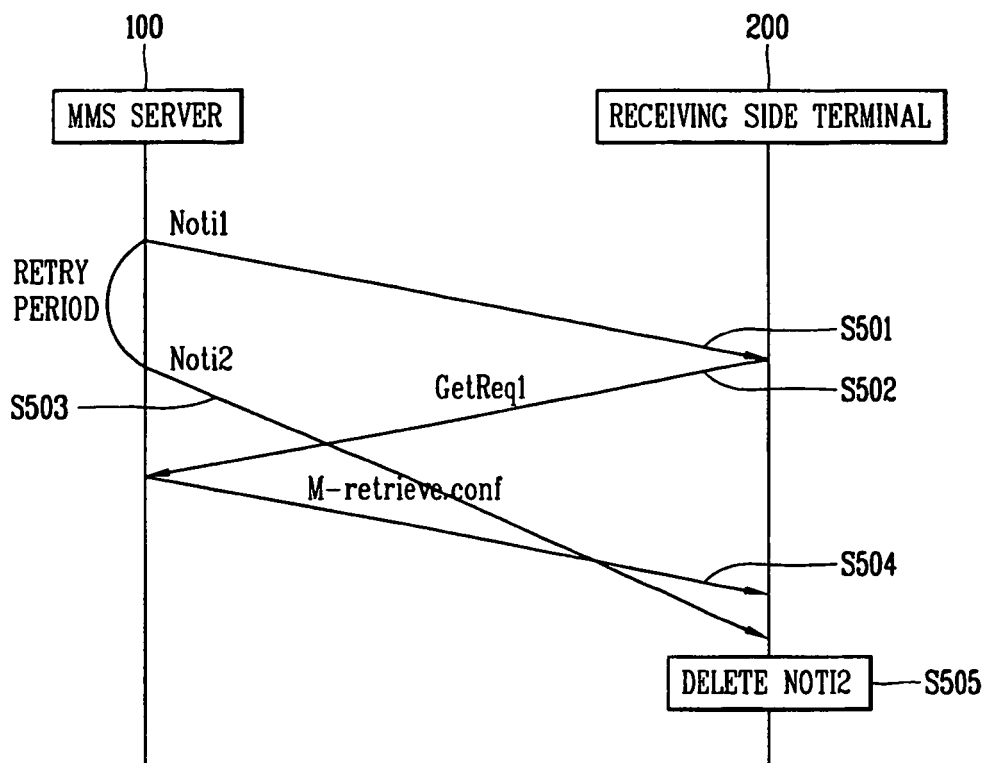 100
200
MMS SERVER
RECEIVING SIDE TERMINAL
Noti1
RETRY
PERIOD
S501
Noti2
GetReq1
S502
S503
M-retrieve.conf
S504
DELETE NOTI2
S505